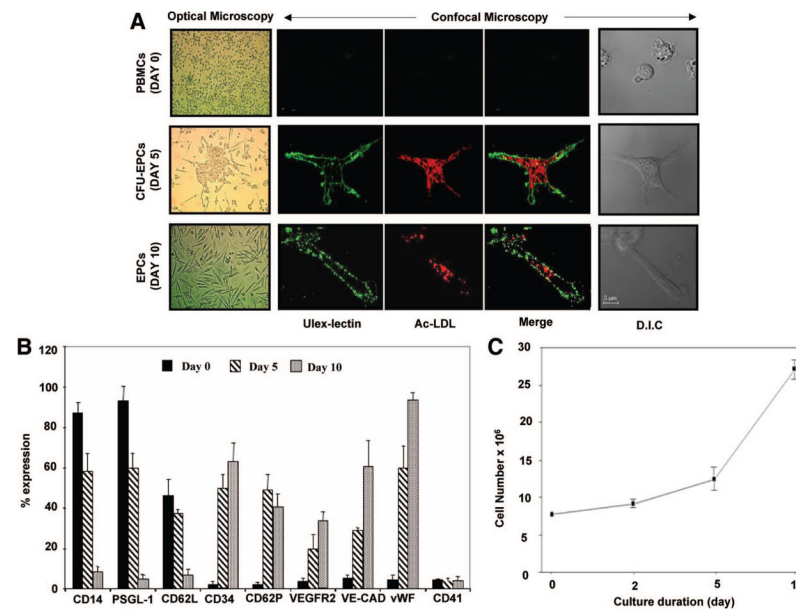 A
Optical Microscopy
Confocal Microscopy
PBMCs
(DAY 0)
CFU-EPCs
(DAY 5)
EPCs
(DAY 10)
5 µm
Ulex-lectin
Ac-LDL
Merge
D.I.C
B
Day 0
Day 5
Day 10
120
100
80
60
40
20
0
% expression
CD14
PSGL-1
CD62L
CD34
CD62P
VEGFR2
VE-CAD
vWF
CD41
C
30
25
20
15
10
5
0
Cell Number x 10⁶
0
2
5
1
Culture duration (day)